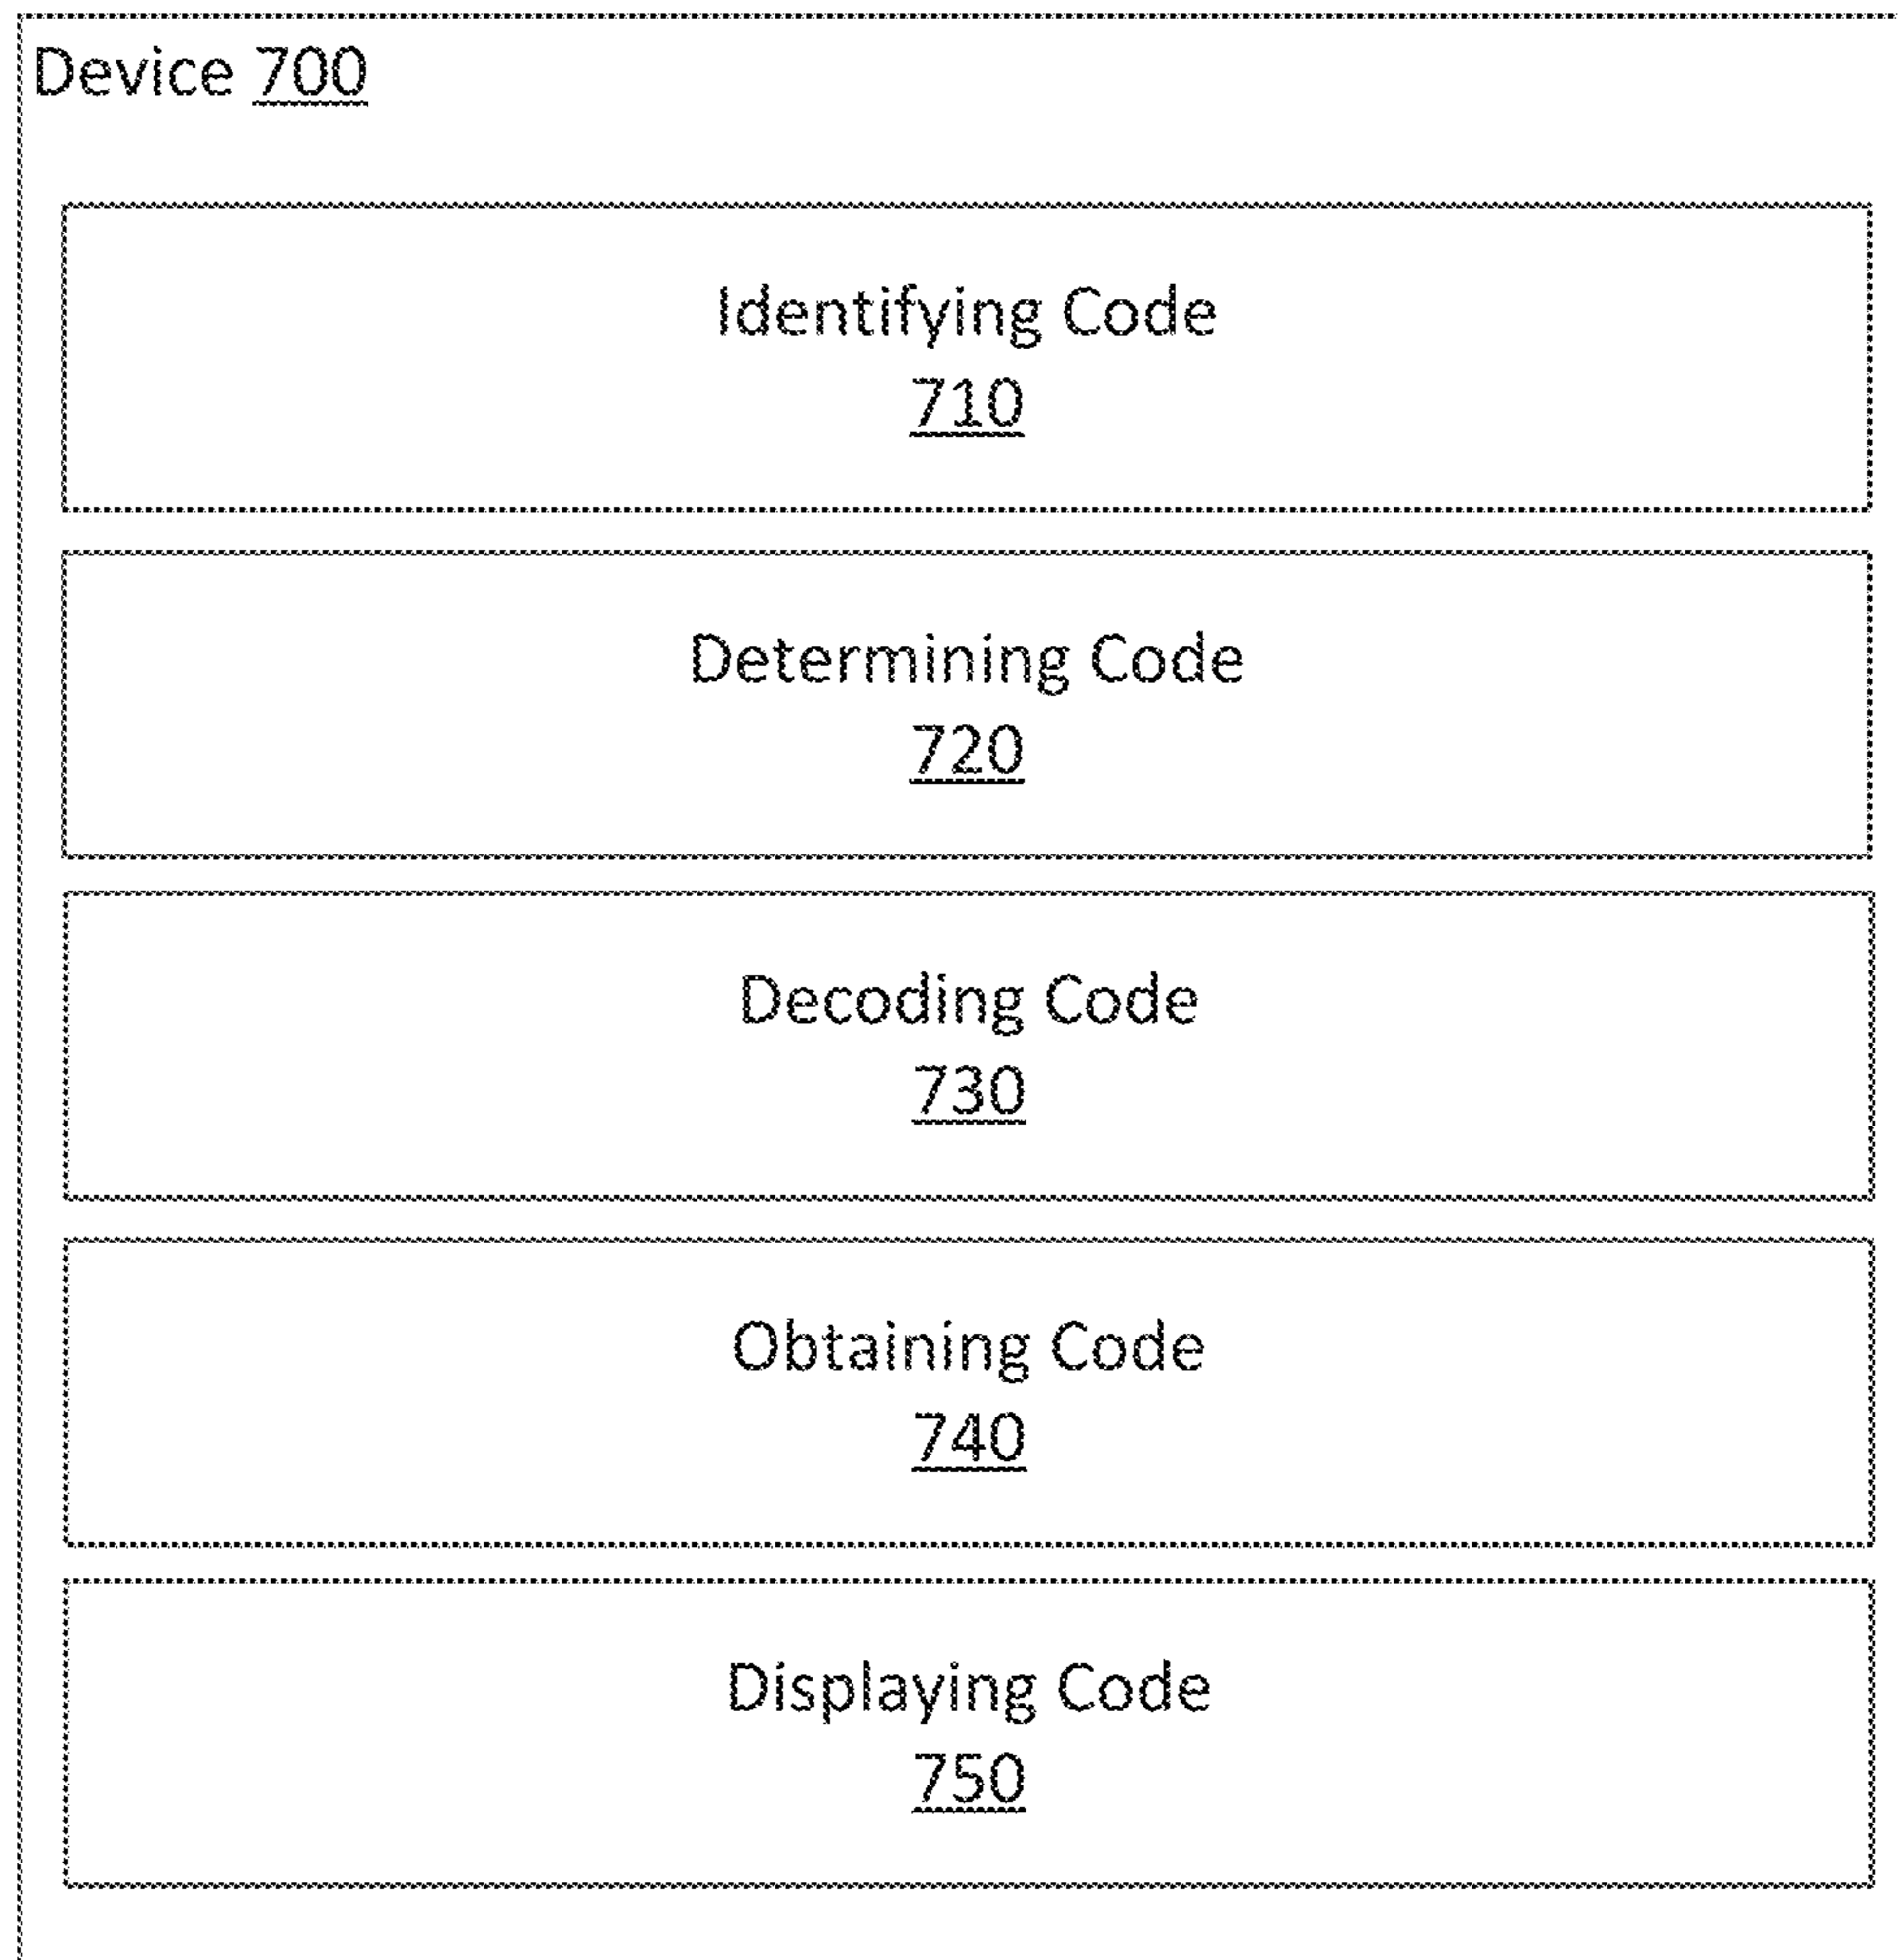 Device 700
Identifying Code
710
Determining Code
720
Decoding Code
730
Obtaining Code
740
Displaying Code
750